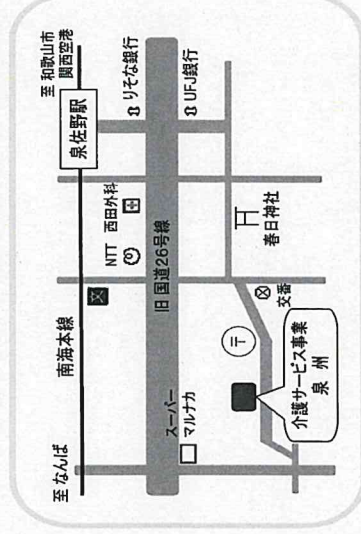 至 なんば
南海本線
泉佐野駅
至 和歌山市
関西空港
NTT
西田外科
りそな銀行
旧 国道26号線
UFJ銀行
スーパー
マルナカ
〒
交番
春日神社
介護サービス事業
泉 州